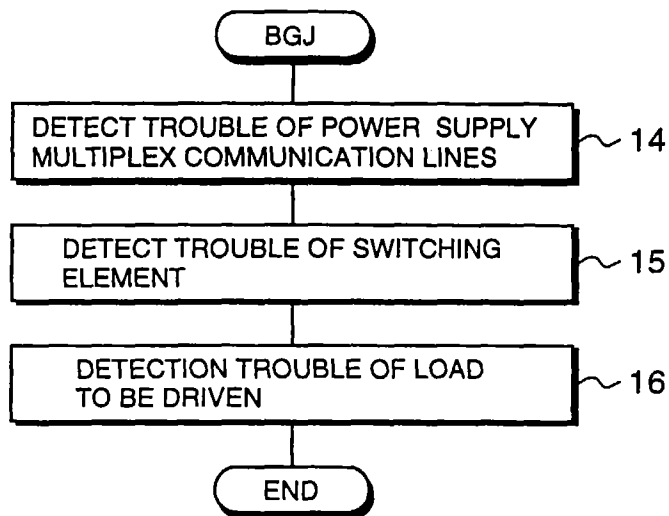 BGJ
DETECT TROUBLE OF POWER SUPPLY
MULTIPLEX COMMUNICATION LINES
14
DETECT TROUBLE OF SWITCHING
ELEMENT
15
DETECTION TROUBLE OF LOAD
TO BE DRIVEN
16
END